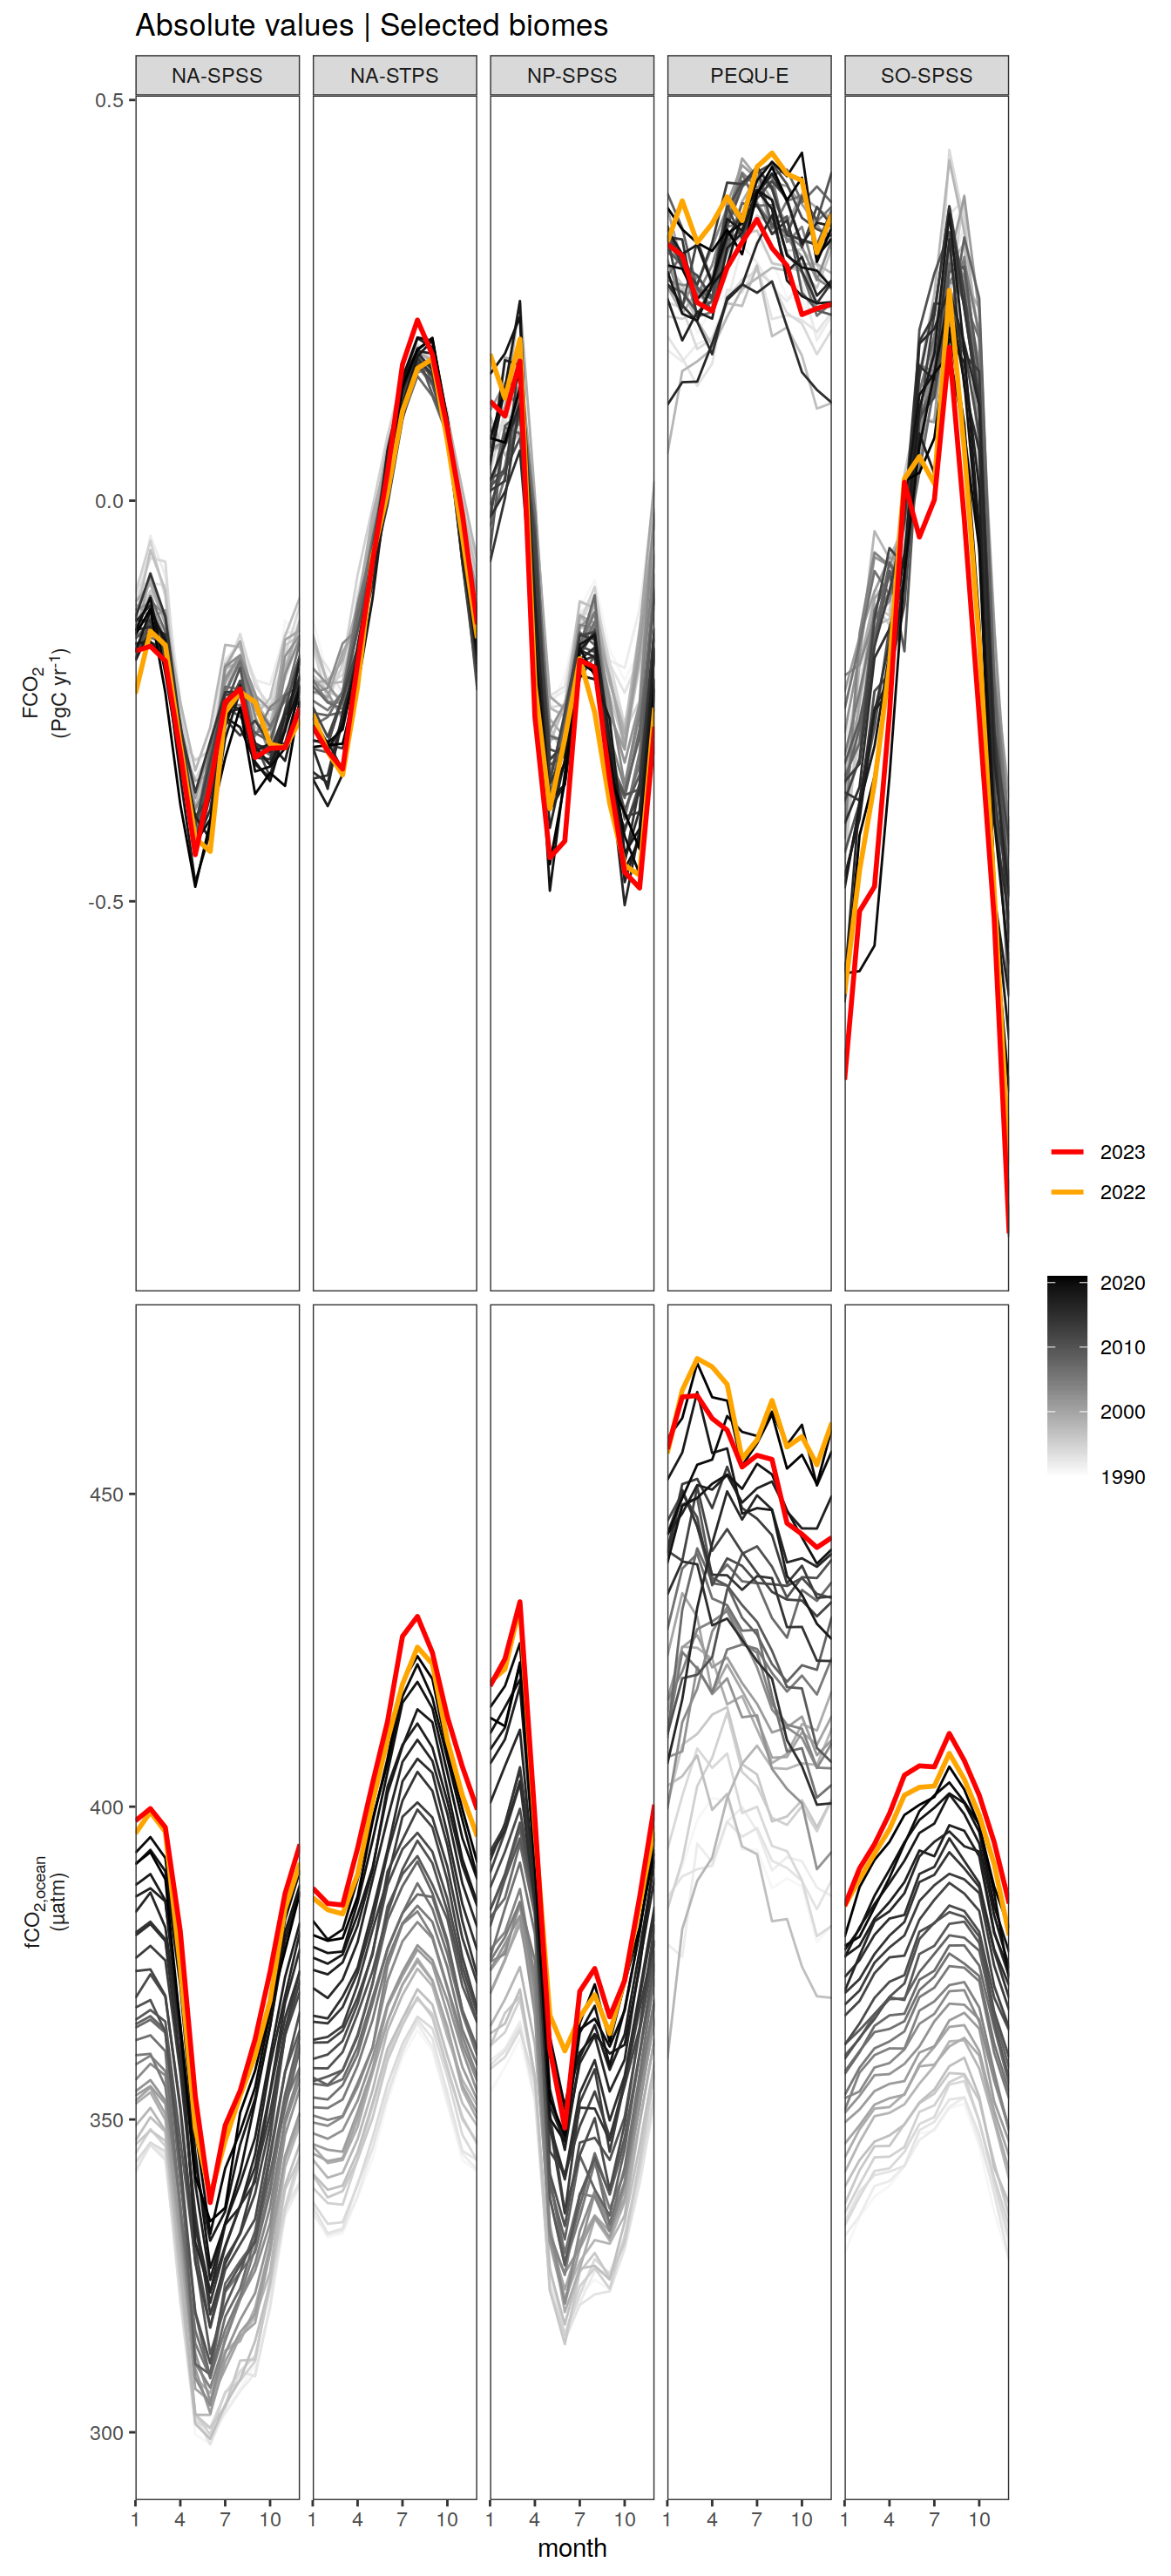 Absolute values | Selected biomes
NA-SPSS NA-STPS NP-SPSS PEQU-E SO-SPSS
0.5
0.0
-0.5
FCO₂
(PgC yr⁻¹)
2023
2022
2020
2010
2000
1990
450
400
350
300
fCO₂,ocean
(µatm)
1 4 7 10 1 4 7 10 1 4 7 10 1 4 7 10 1 4 7 10
month